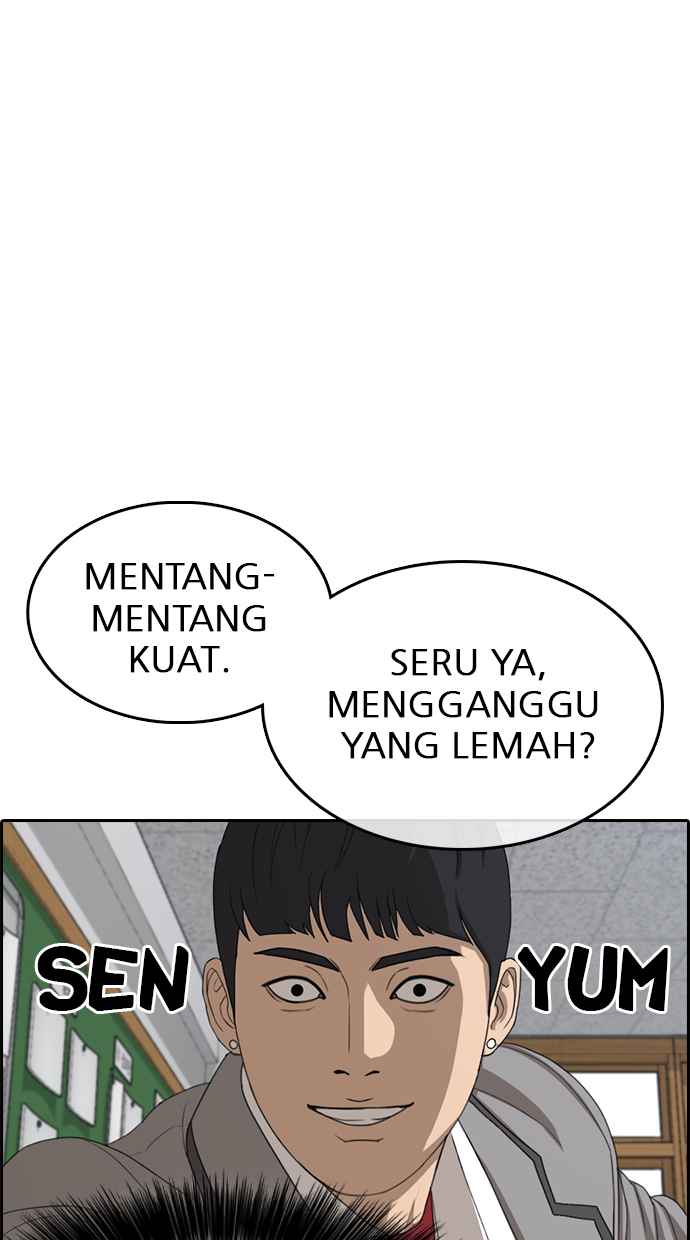 MENTANG-
MENTANG
KUAT.
SERU YA,
MENGGANGGU
YANG LEMAH?
SEN YUM